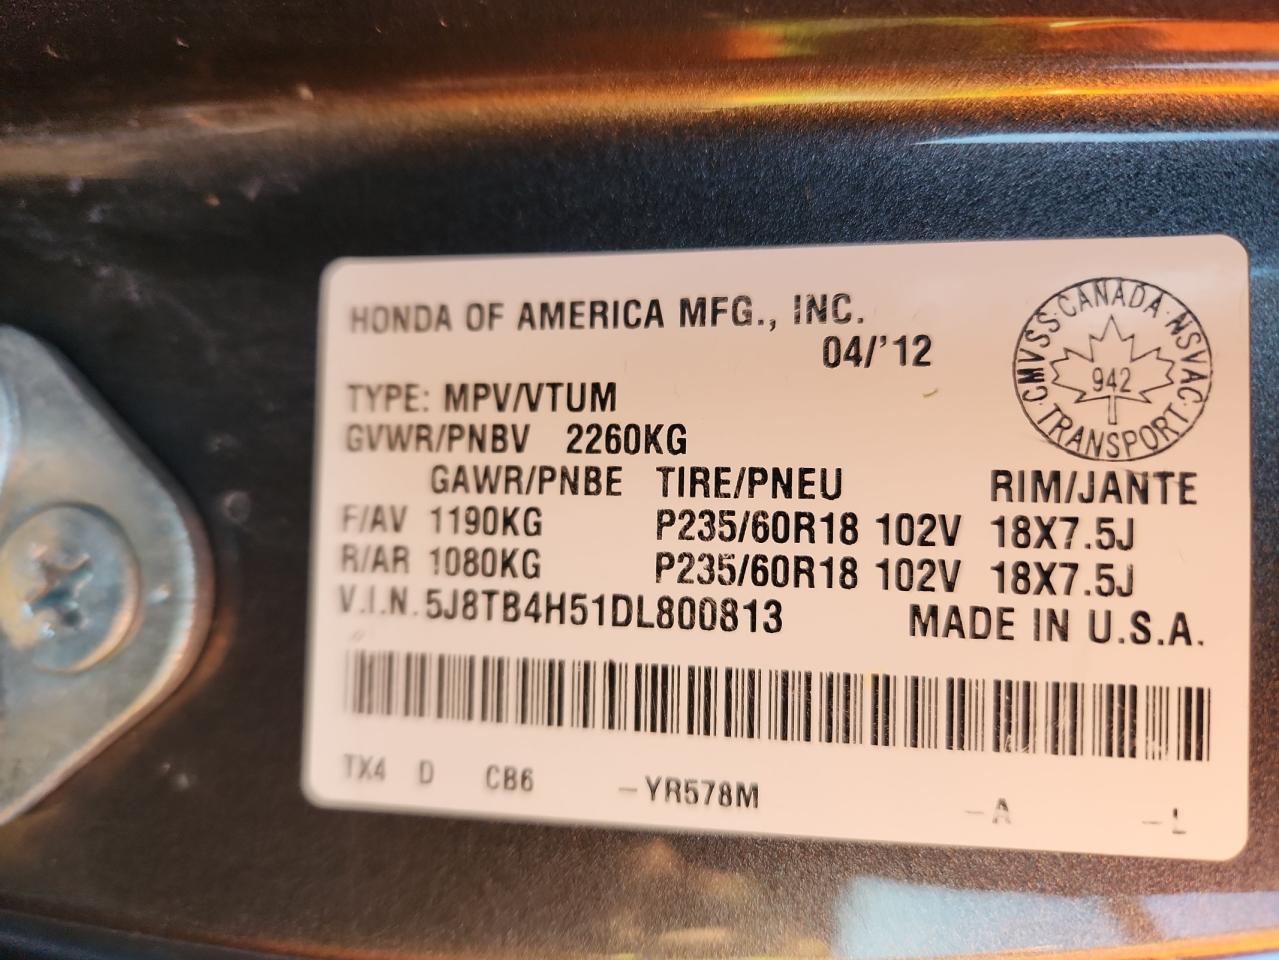 HONDA OF AMERICA MFG., INC.
04/'12
CMVSS · CANADA · NSVAC · TRANSPORT ·
942
TYPE: MPV/VTUM
GVWR/PNBV 2260KG
GAWR/PNBE TIRE/PNEU RIM/JANTE
F/AV 1190KG P235/60R18 102V 18X7.5J
R/AR 1080KG P235/60R18 102V 18X7.5J
V.I.N. 5J8TB4H51DL800813 MADE IN U.S.A.
TX4 D CB6 -YR578M -A -L